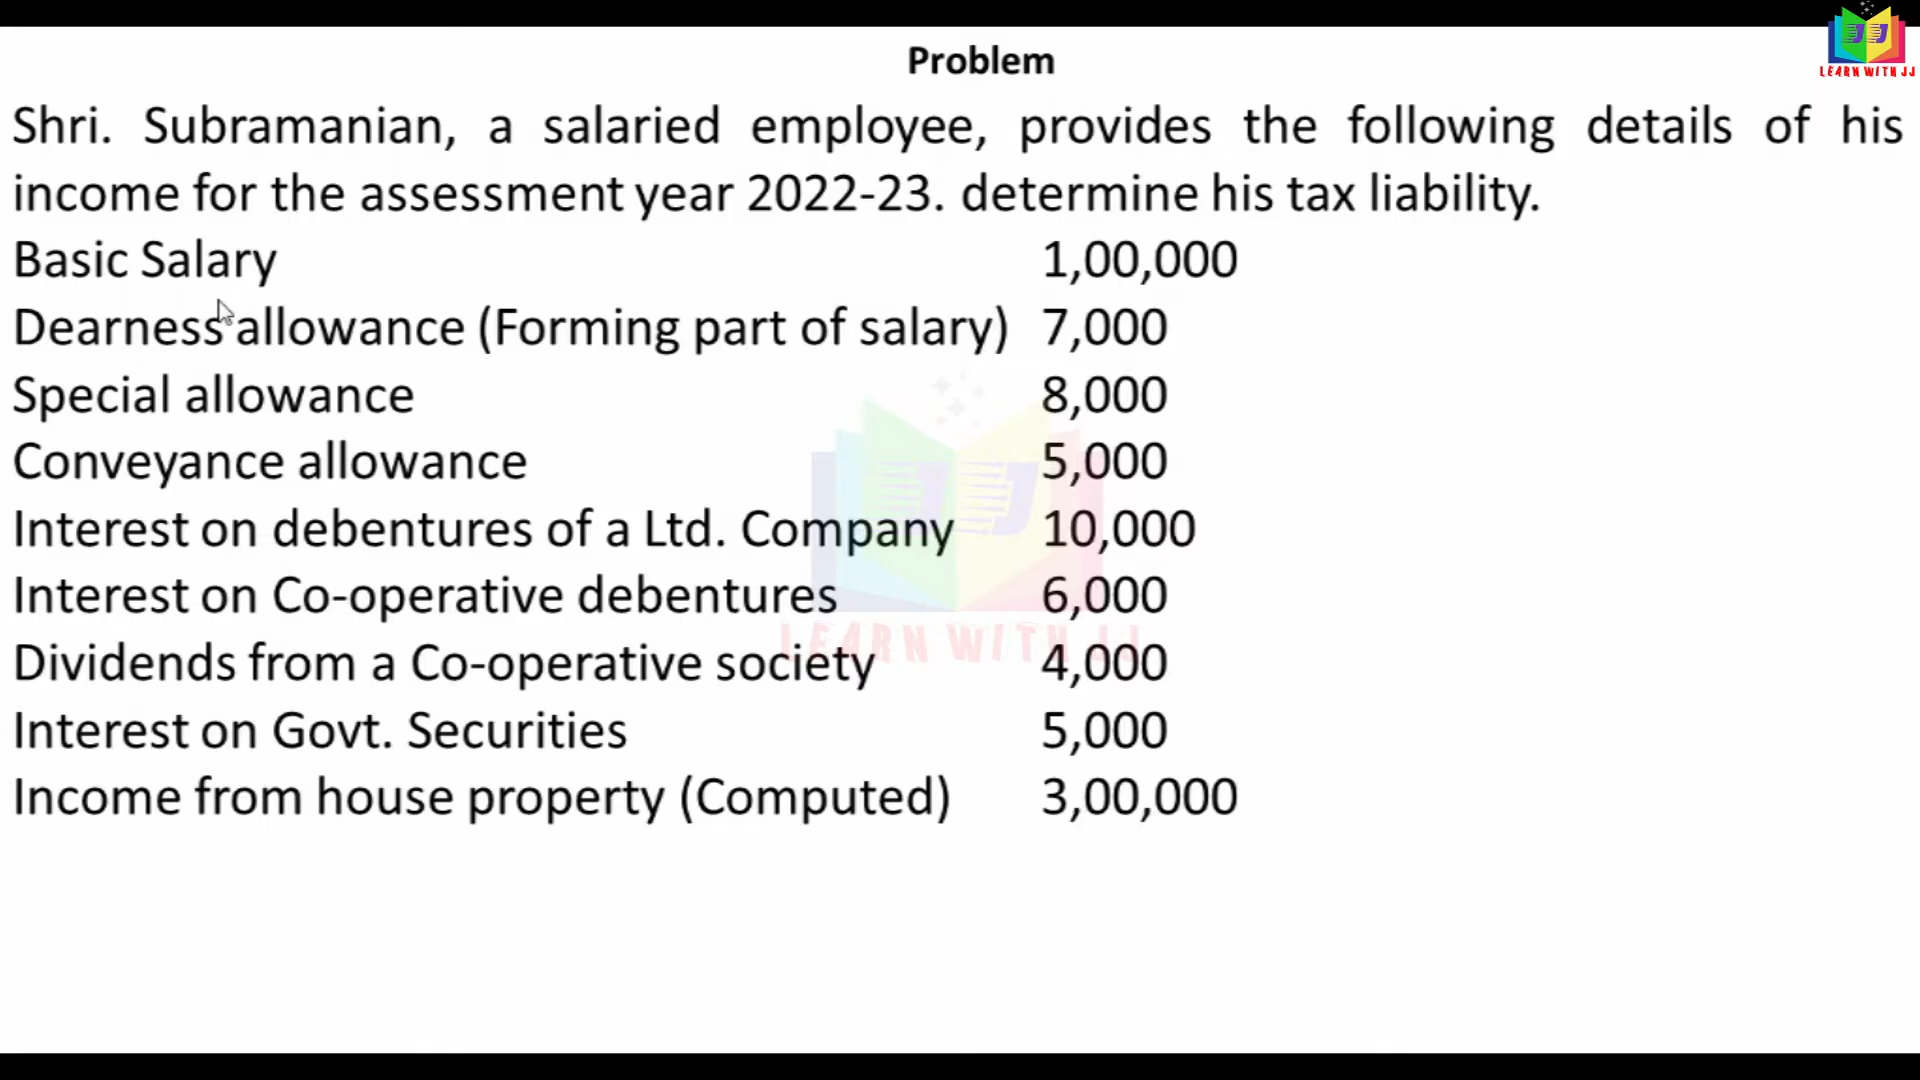 Problem
LEARN WITH JJ
Shri. Subramanian, a salaried employee, provides the following details of his
income for the assessment year 2022-23. determine his tax liability.
Basic Salary 1,00,000
Dearness allowance (Forming part of salary) 7,000
Special allowance 8,000
Conveyance allowance 5,000
Interest on debentures of a Ltd. Company 10,000
Interest on Co-operative debentures 6,000
LEARN WITH JJ
Dividends from a Co-operative society 4,000
Interest on Govt. Securities 5,000
Income from house property (Computed) 3,00,000